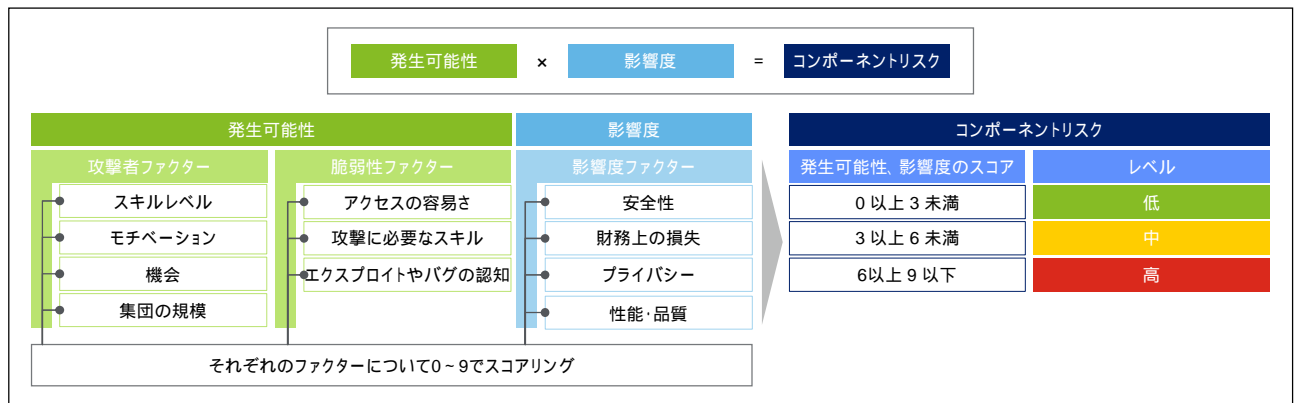 発生可能性 × 影響度 = コンポーネントリスク
発生可能性 影響度 コンポーネントリスク
攻撃者ファクター 脆弱性ファクター 影響度ファクター 発生可能性、影響度のスコア レベル
スキルレベル アクセスの容易さ 安全性 0 以上 3 未満 低
モチベーション 攻撃に必要なスキル 財務上の損失 3 以上 6 未満 中
機会 エクスプロイトやバグの認知 プライバシー 6以上 9 以下 高
集団の規模 性能・品質
それぞれのファクターについて0~9でスコアリング